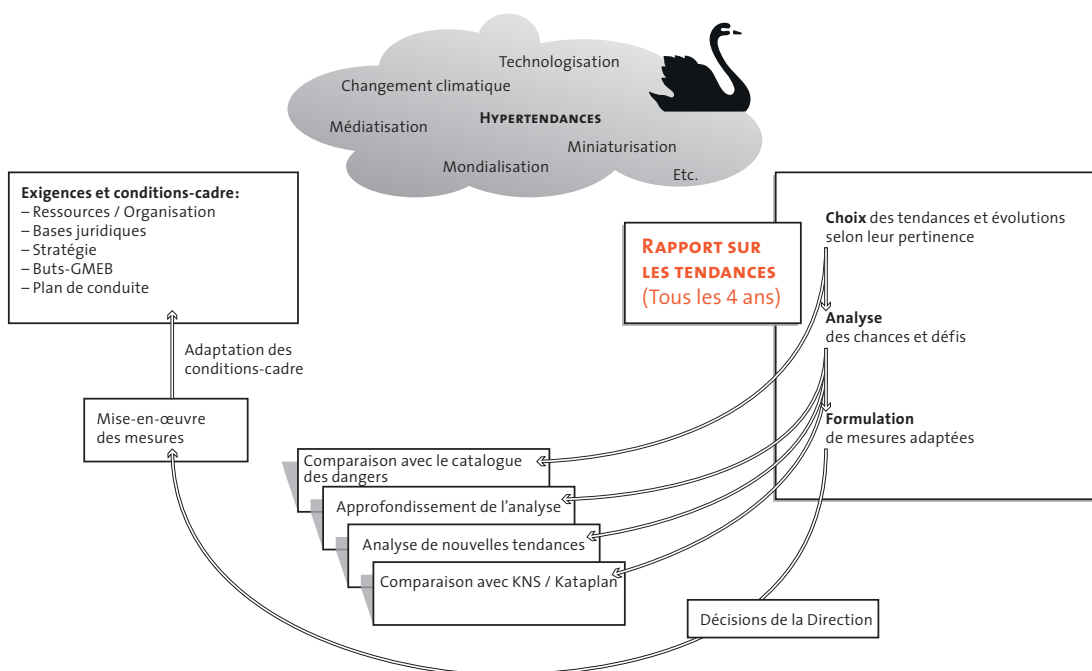 Technologisation
Changement climatique
HYPERTENDANCES
Médiatisation
Miniaturisation
Mondialisation
Etc.
Exigences et conditions-cadre:
– Ressources / Organisation
– Bases juridiques
– Stratégie
– Buts-GMEB
– Plan de conduite
RAPPORT SUR
LES TENDANCES
(Tous les 4 ans)
Choix des tendances et évolutions
selon leur pertinence
Analyse
des chances et défis
Formulation
de mesures adaptées
Adaptation des
conditions-cadre
Mise-en-œuvre
des mesures
Comparaison avec le catalogue
des dangers
Approfondissement de l’analyse
Analyse de nouvelles tendances
Comparaison avec KNS / Kataplan
Décisions de la Direction